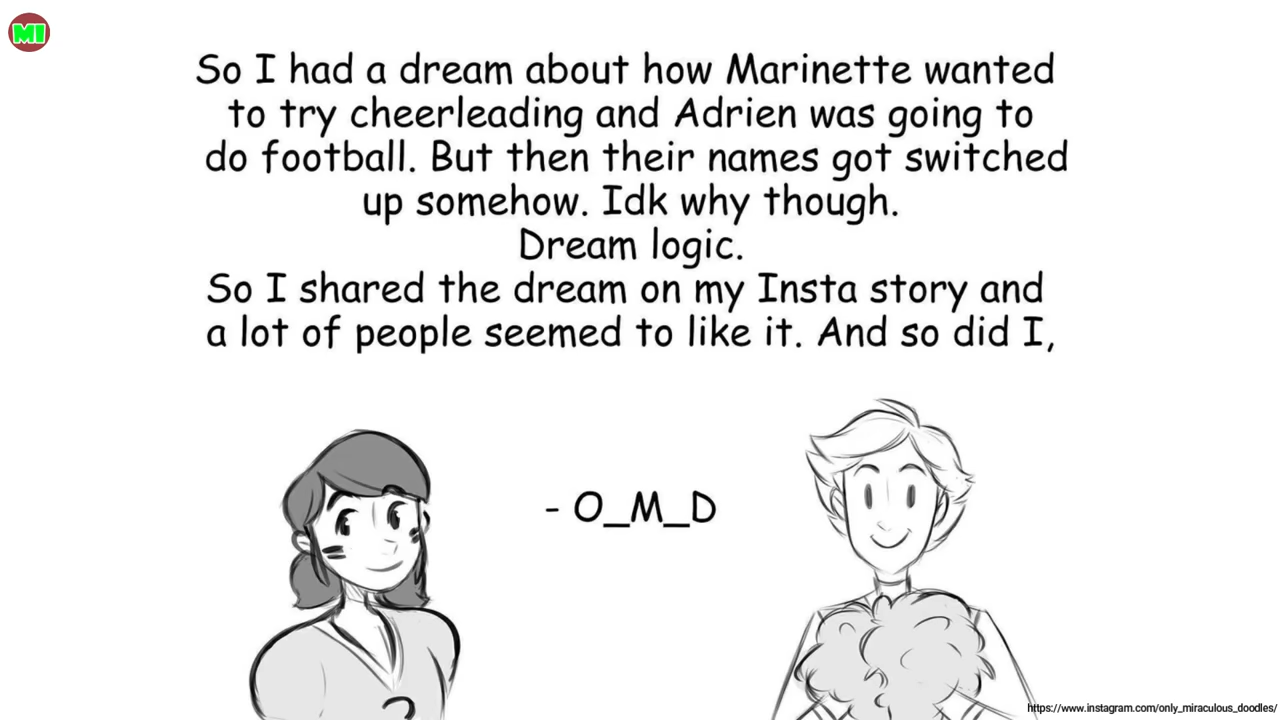 MI
So I had a dream about how Marinette wanted
to try cheerleading and Adrien was going to
do football. But then their names got switched
up somehow. Idk why though.
Dream logic.
So I shared the dream on my Insta story and
a lot of people seemed to like it. And so did I,
- O_M_D
?
https://www.instagram.com/only_miraculous_doodles/